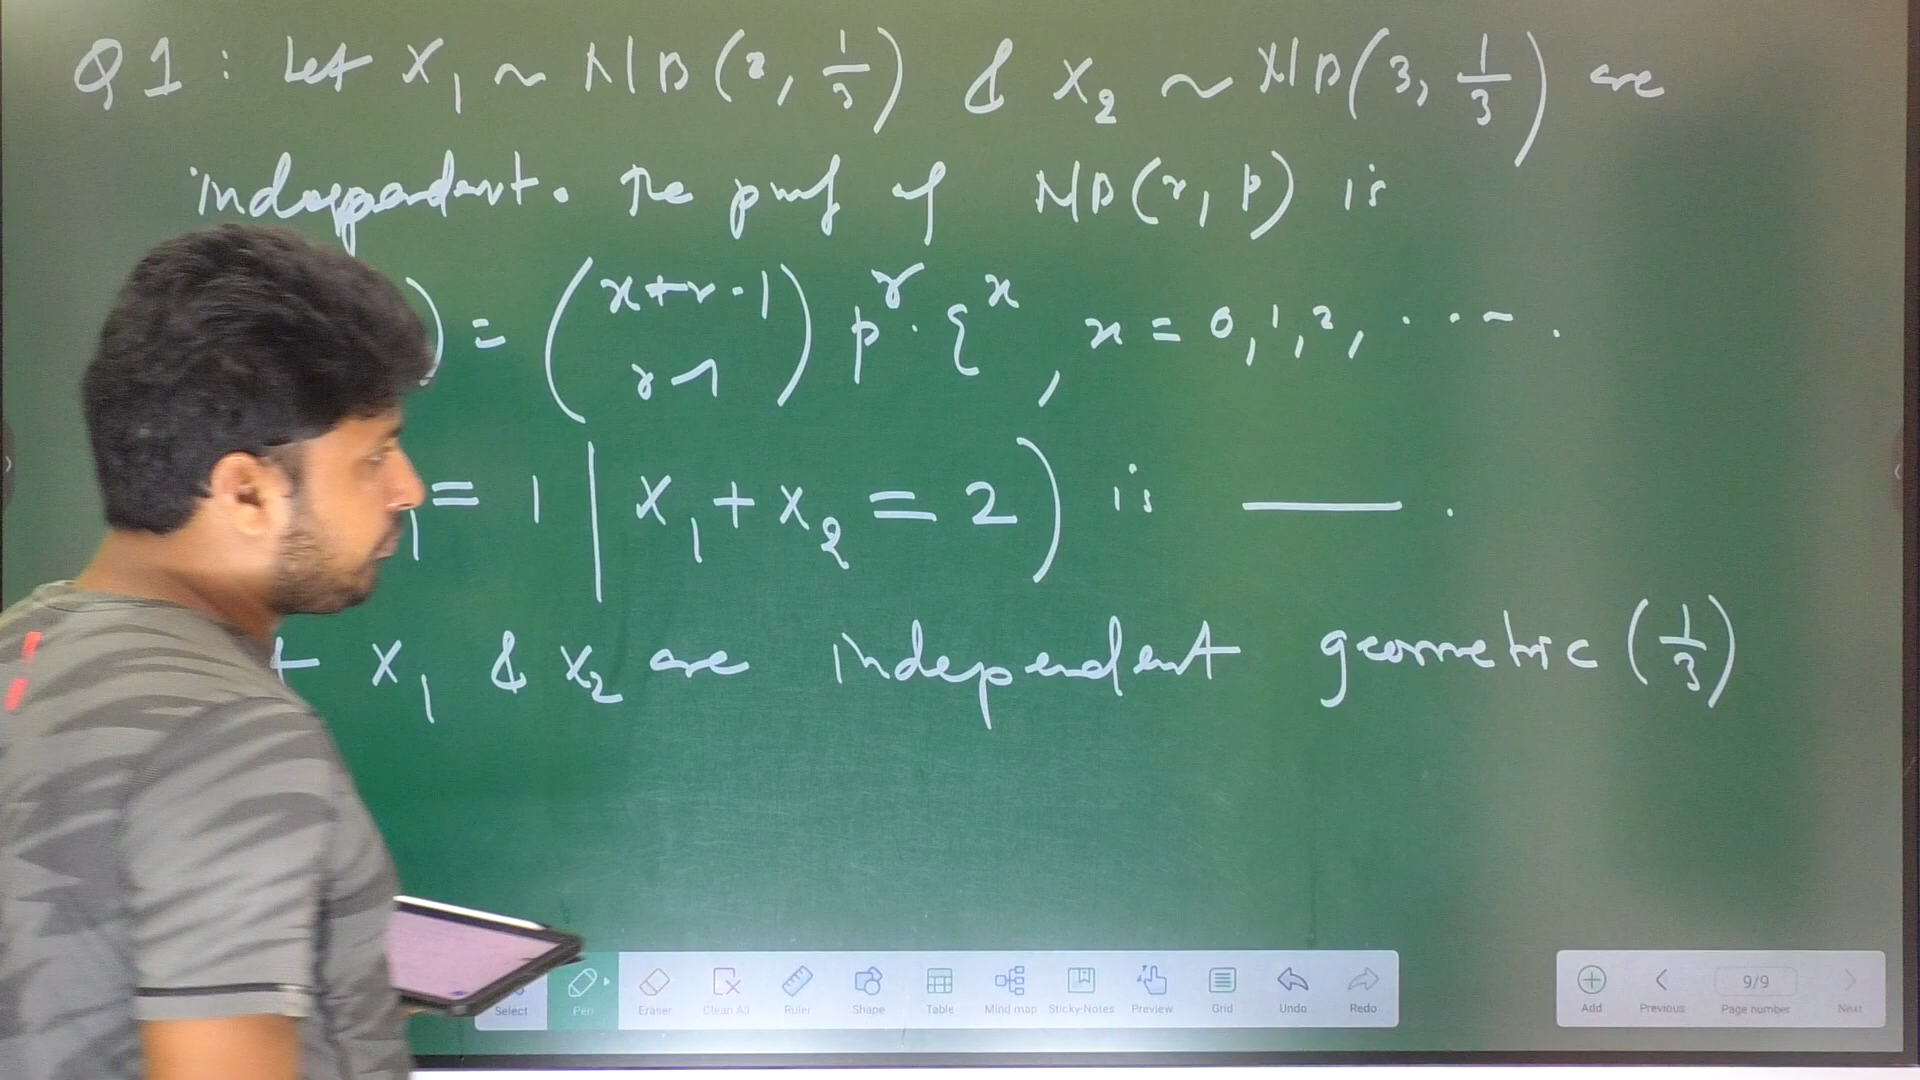 Q1 : Let X₁ ~ NB(2, 1/3) & X₂ ~ NB(3, 1/3) are
independent. The pmf of NB(r, p) is
) = (x+r-1 r-1) p^r . q^x , x = 0, 1, 2, ......
₁ = 1 | X₁ + X₂ = 2) is ____ .
X₁ & X₂ are independent geometric (1/3)
Select Pen Eraser Clean All Ruler Shape Table Mind map Sticky-Notes Preview Grid Undo Redo
Add Previous 9/9 Page number Next